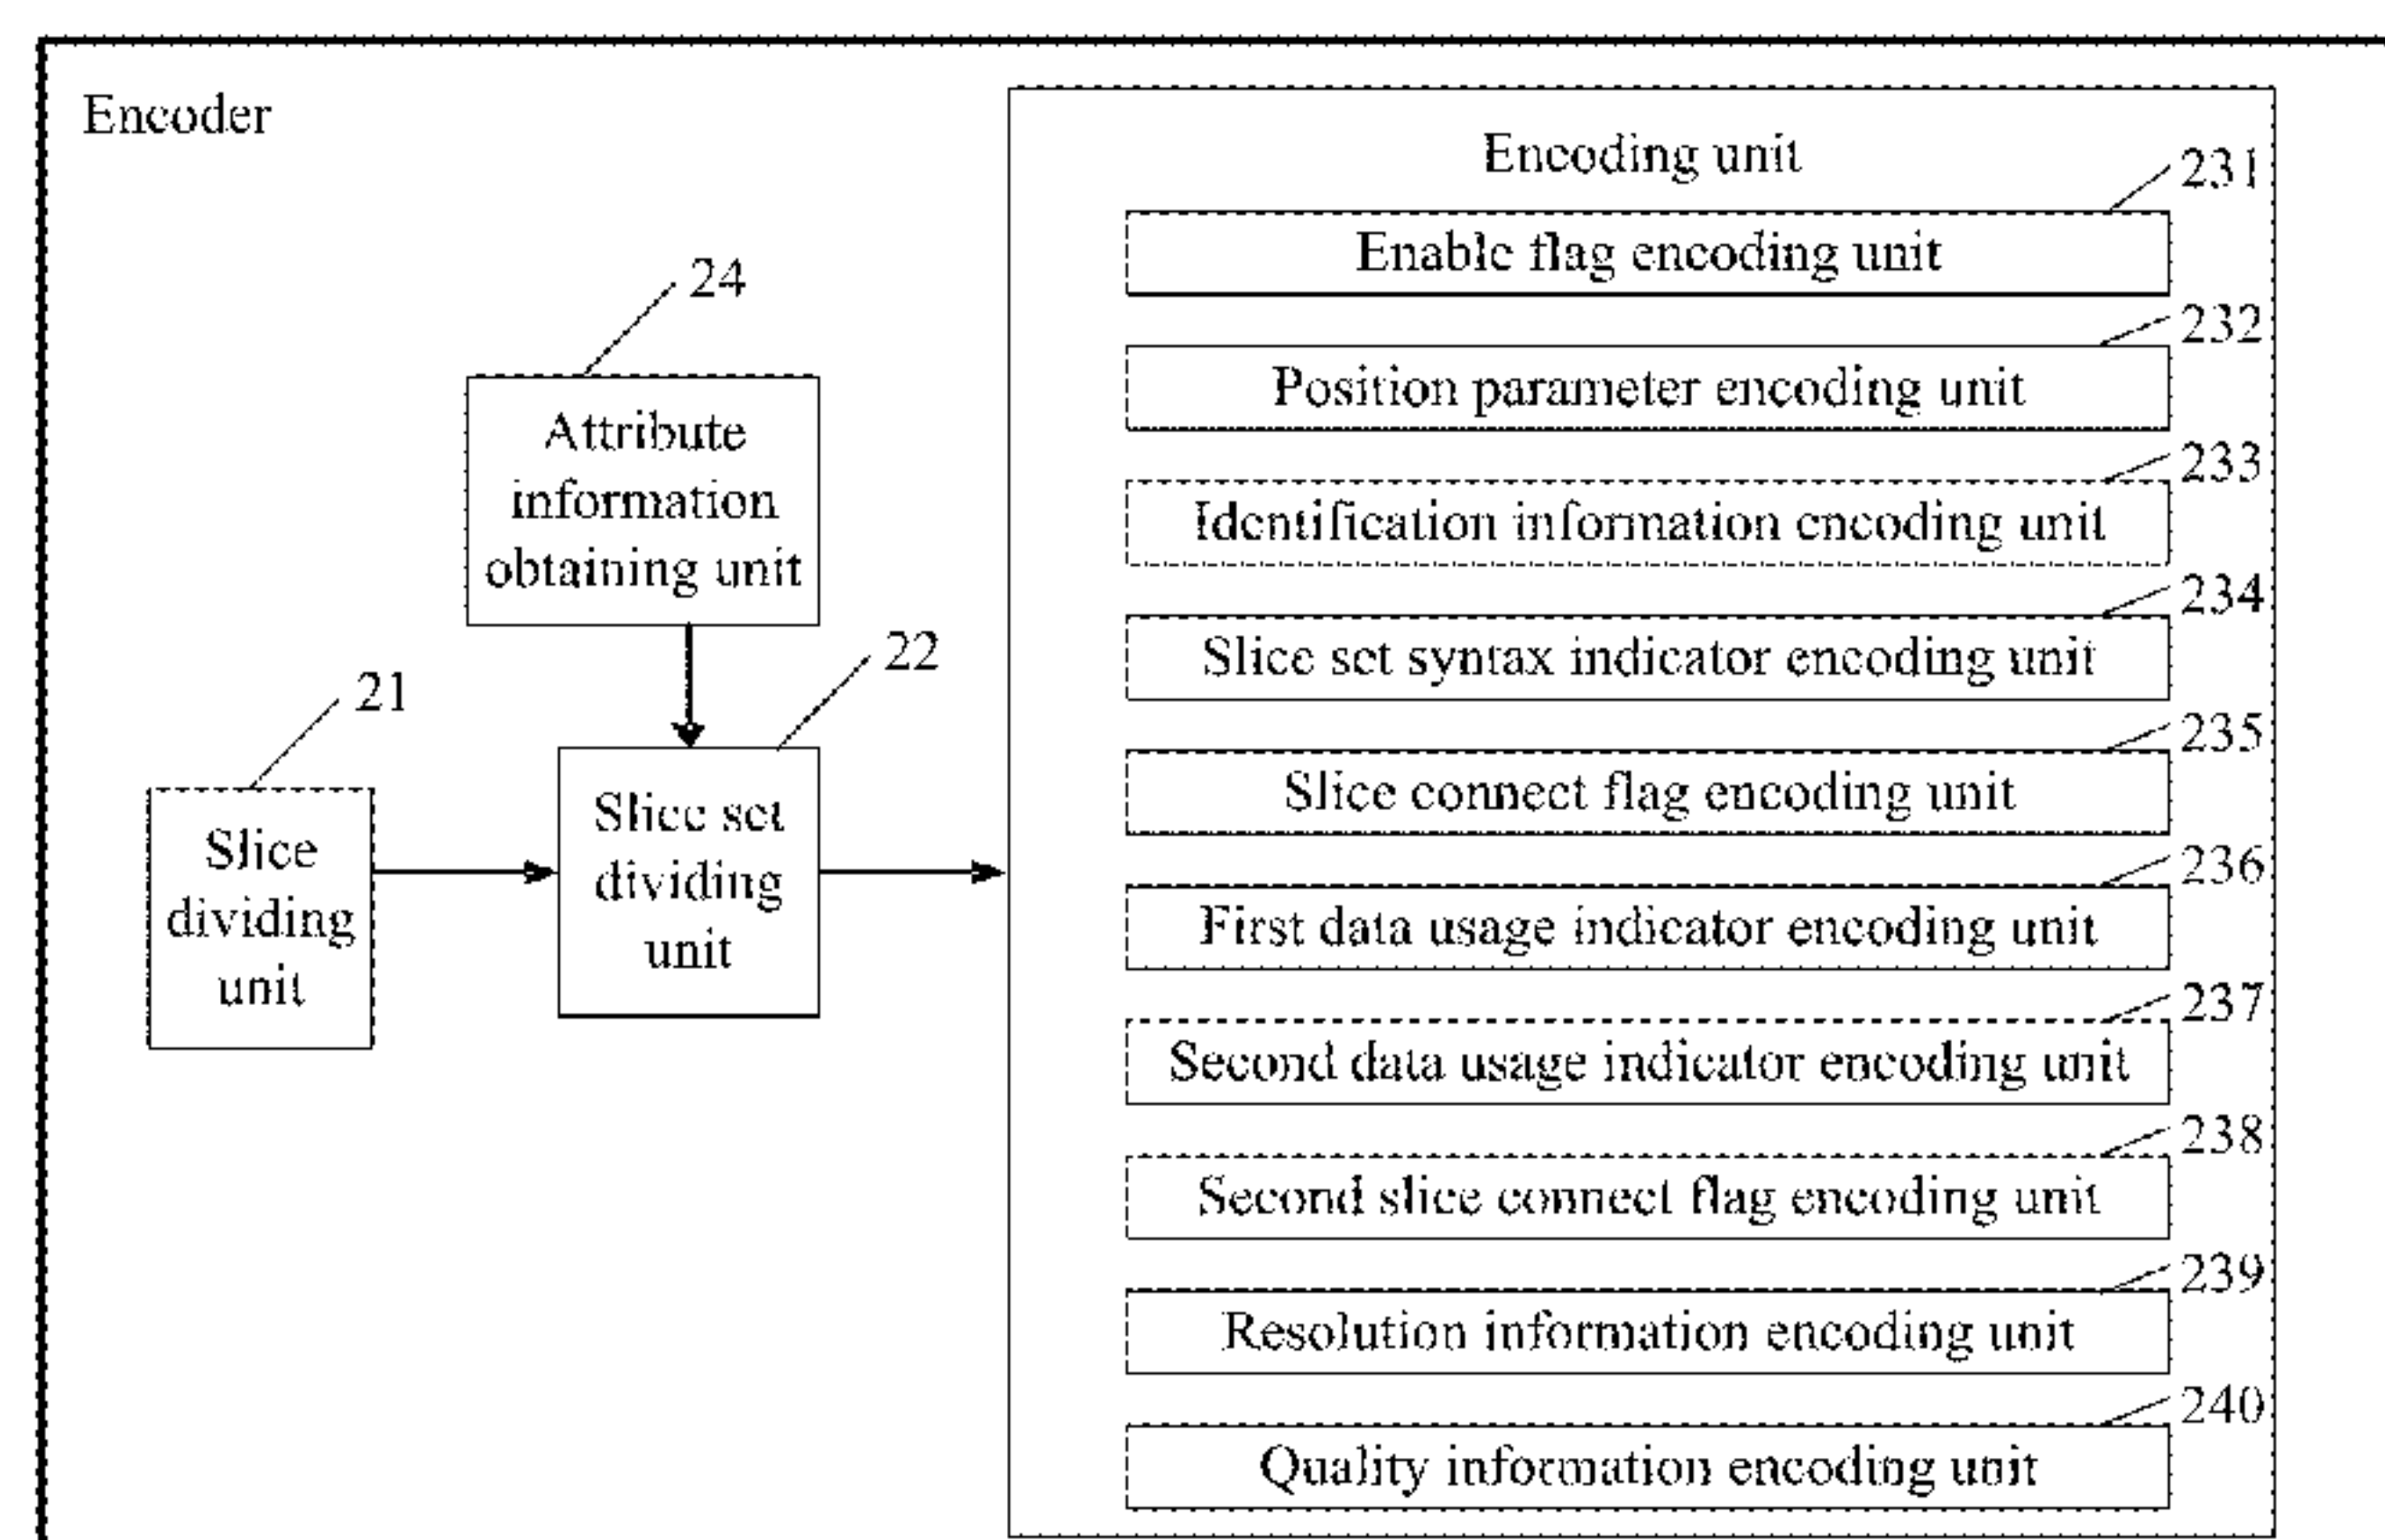 Encoder
24
Attribute
information
obtaining unit
21
Slice
dividing
unit
22
Slice set
dividing
unit
Encoding unit
231
Enable flag encoding unit
232
Position parameter encoding unit
233
Identification information encoding unit
234
Slice set syntax indicator encoding unit
235
Slice connect flag encoding unit
236
First data usage indicator encoding unit
237
Second data usage indicator encoding unit
238
Second slice connect flag encoding unit
239
Resolution information encoding unit
240
Quality information encoding unit